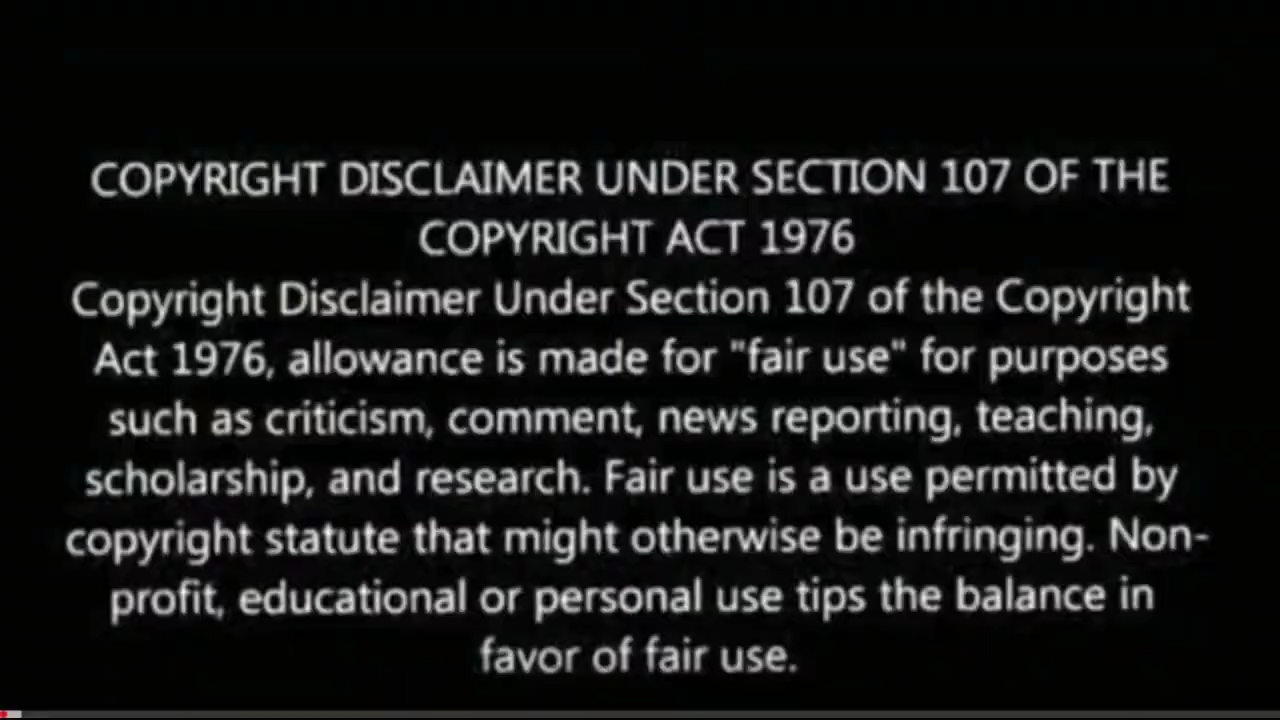 COPYRIGHT DISCLAIMER UNDER SECTION 107 OF THE
COPYRIGHT ACT 1976
Copyright Disclaimer Under Section 107 of the Copyright
Act 1976, allowance is made for "fair use" for purposes
such as criticism, comment, news reporting, teaching,
scholarship, and research. Fair use is a use permitted by
copyright statute that might otherwise be infringing. Non-
profit, educational or personal use tips the balance in
favor of fair use.